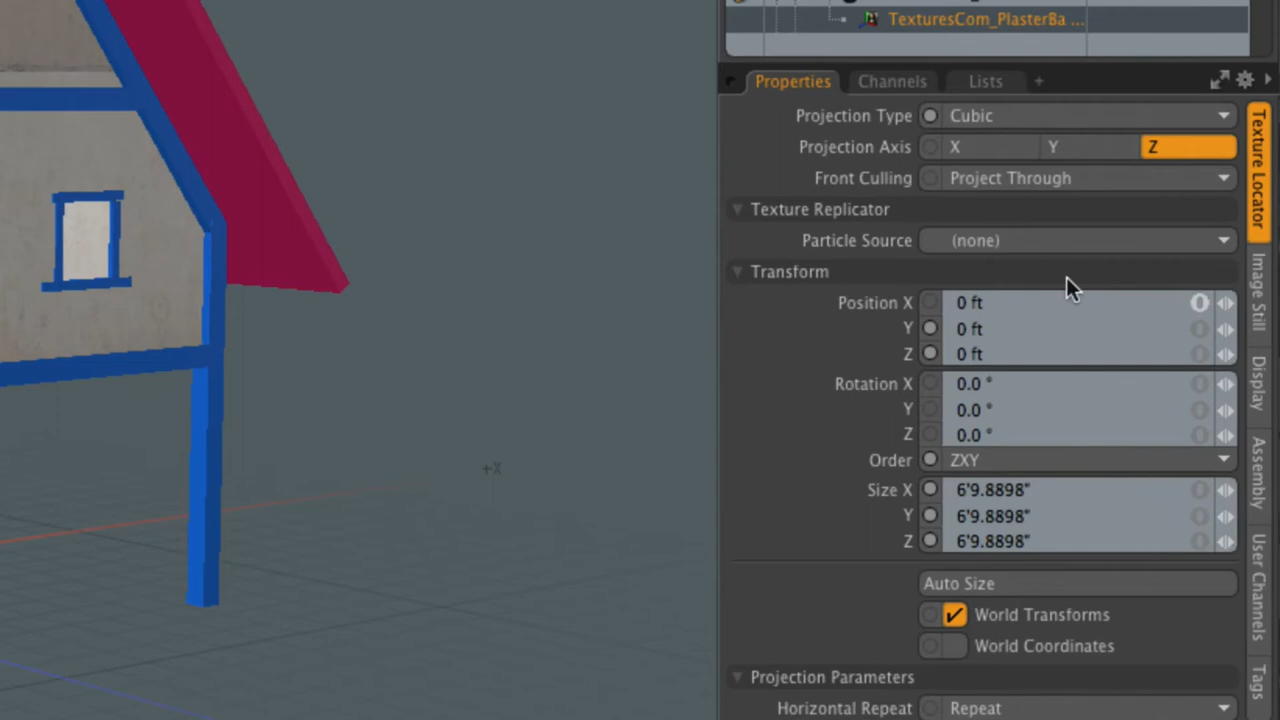 TexturesCom_PlasterBa ...
Properties Channels Lists +
Projection Type Cubic
Projection Axis X Y Z
Front Culling Project Through
Texture Replicator
Particle Source (none)
Transform
Position X 0 ft
Y 0 ft
Z 0 ft
Rotation X 0.0 °
Y 0.0 °
Z 0.0 °
Order ZXY
Size X 6'9.8898"
Y 6'9.8898"
Z 6'9.8898"
Auto Size
World Transforms
World Coordinates
Projection Parameters
Horizontal Repeat Repeat
Texture Locator
Image Still
Display
Assembly
User Channels
Tags
+X